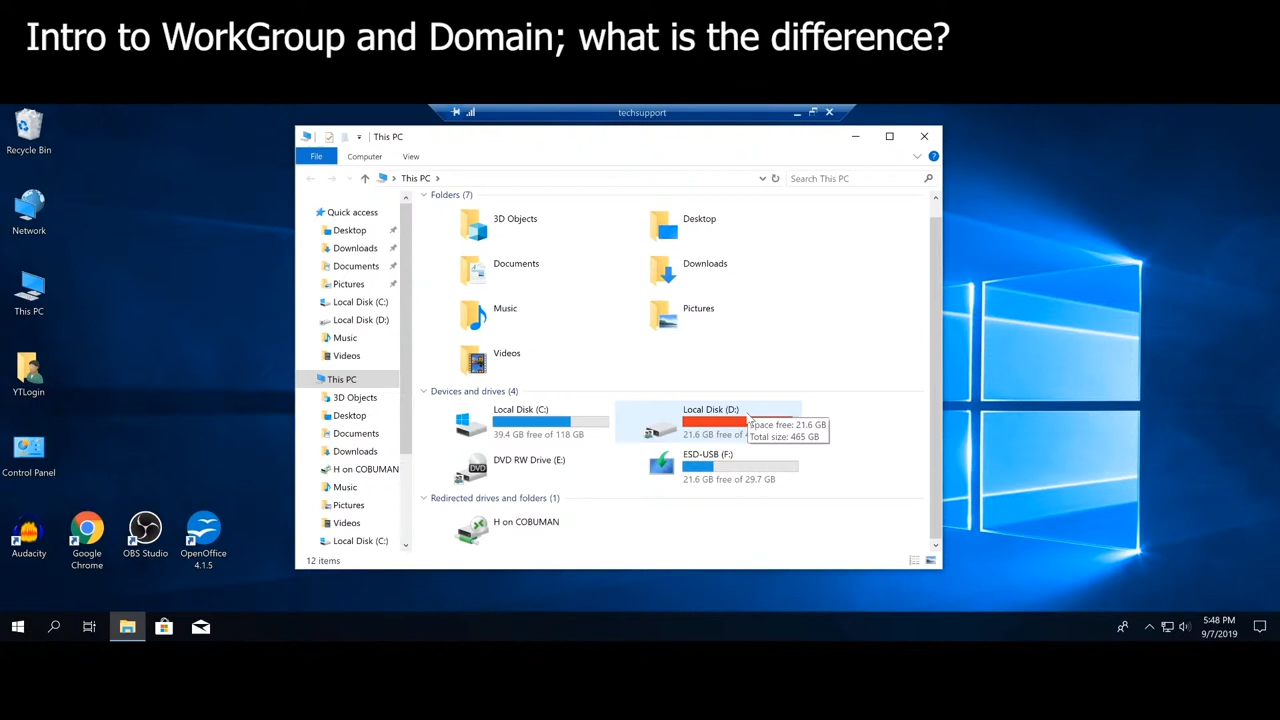 Intro to WorkGroup and Domain; what is the difference?
techsupport
Recycle Bin
Network
This PC
YTLogin
Control Panel
Audacity
Google
Chrome
OBS Studio
OpenOffice
4.1.5
This PC
File
Computer
View
This PC
Search This PC
Quick access
Desktop
Downloads
Documents
Pictures
Local Disk (C:)
Local Disk (D:)
Music
Videos
This PC
3D Objects
Desktop
Documents
Downloads
H on COBUMAN
Music
Pictures
Videos
Local Disk (C:)
Folders (7)
3D Objects
Desktop
Documents
Downloads
Music
Pictures
Videos
Devices and drives (4)
Local Disk (C:)
39.4 GB free of 118 GB
Local Disk (D:)
21.6 GB free of
Space free: 21.6 GB
Total size: 465 GB
DVD RW Drive (E:)
DVD
ESD-USB (F:)
21.6 GB free of 29.7 GB
Redirected drives and folders (1)
H on COBUMAN
12 items
5:48 PM
9/7/2019